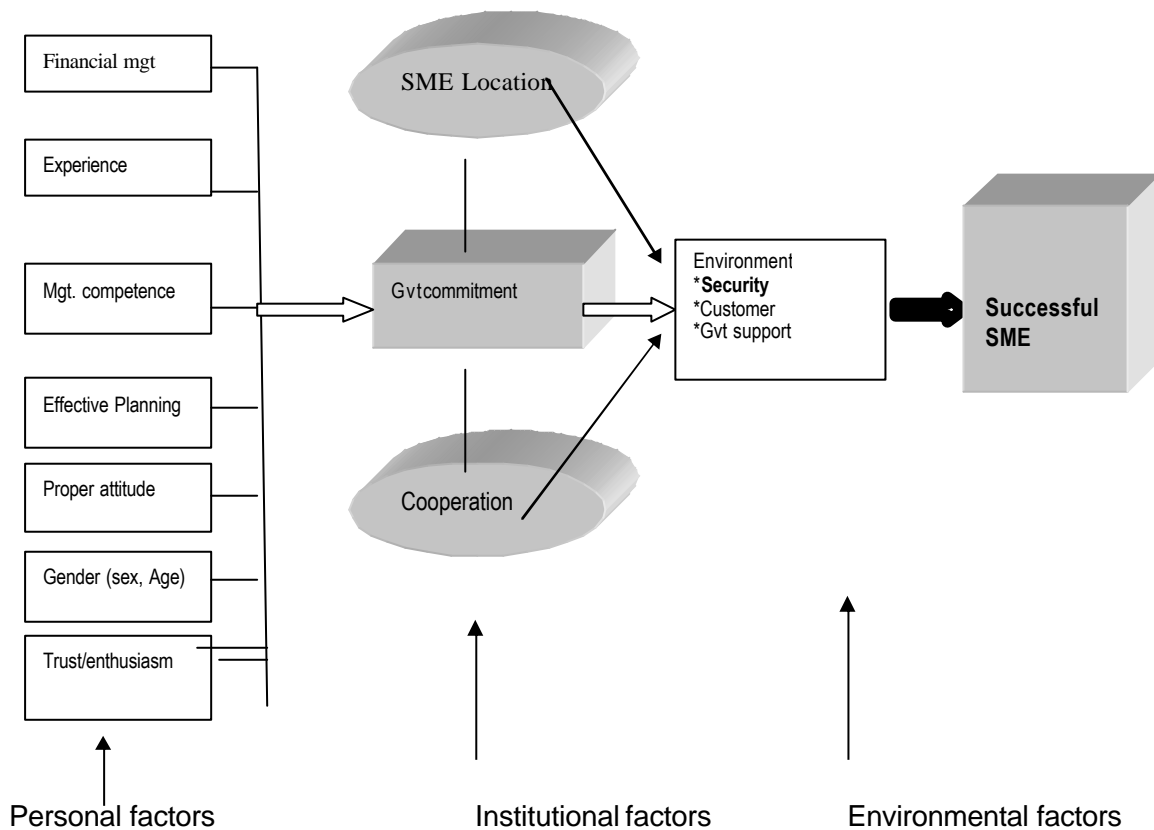 Financial mgt
Experience
Mgt. competence
Effective Planning
Proper attitude
Gender (sex, Age)
Trust/enthusiasm
SME Location
Gvtcommitment
Cooperation
Environment
*Security
*Customer
*Gvt support
Successful
SME
Personal factors
Institutional factors
Environmental factors